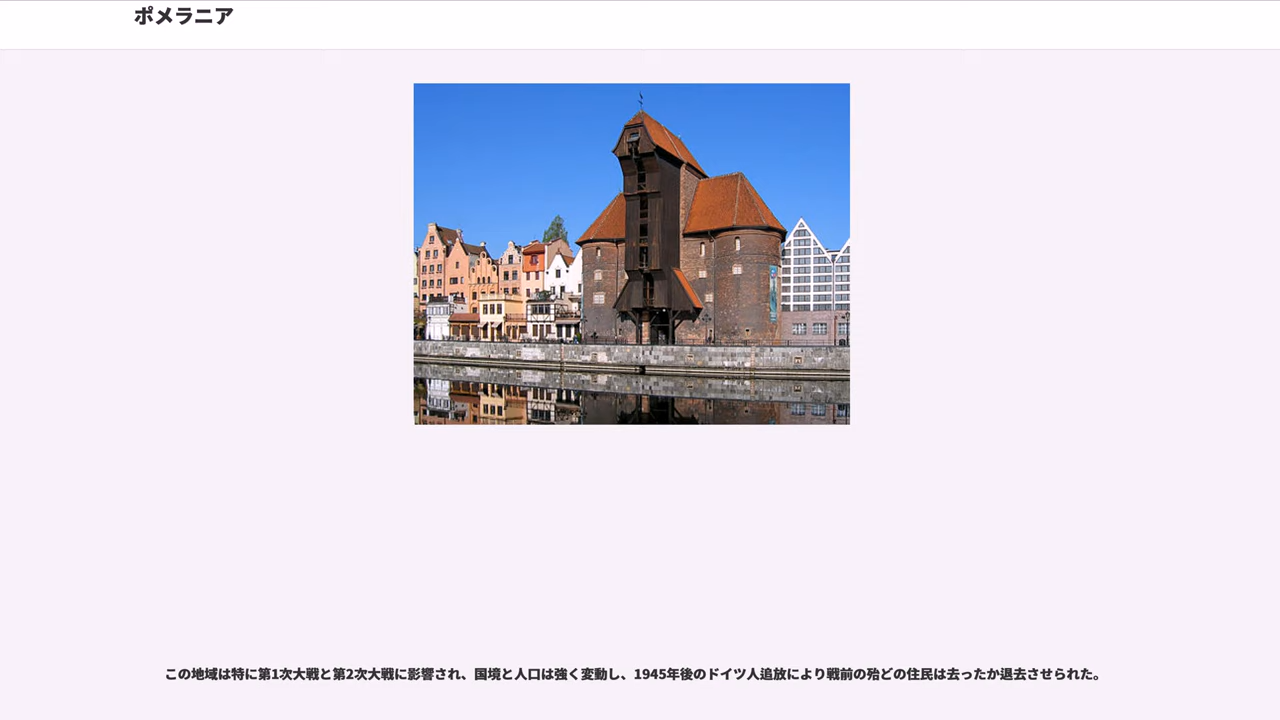 ポメラニア
この地域は特に第1次大戦と第2次大戦に影響され、国境と人口は強く変動し、1945年後のドイツ人追放により戦前の殆どの住民は去ったか退去させられた。